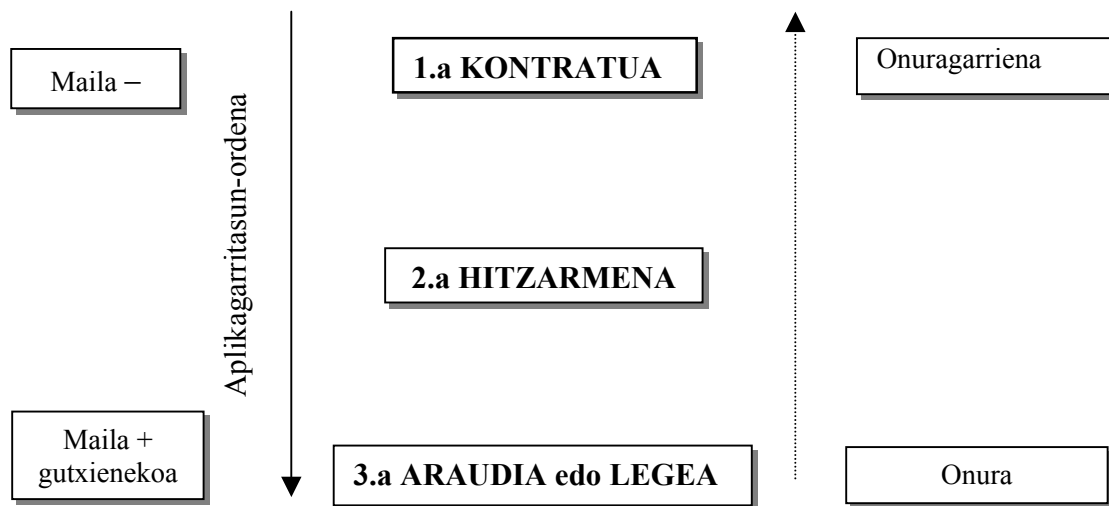 Maila –
1.a KONTRATUA
Onuragarriena
Aplikagarritasun-ordena
2.a HITZARMENA
Maila +
gutxienekoa
3.a ARAUDIA edo LEGEA
Onura